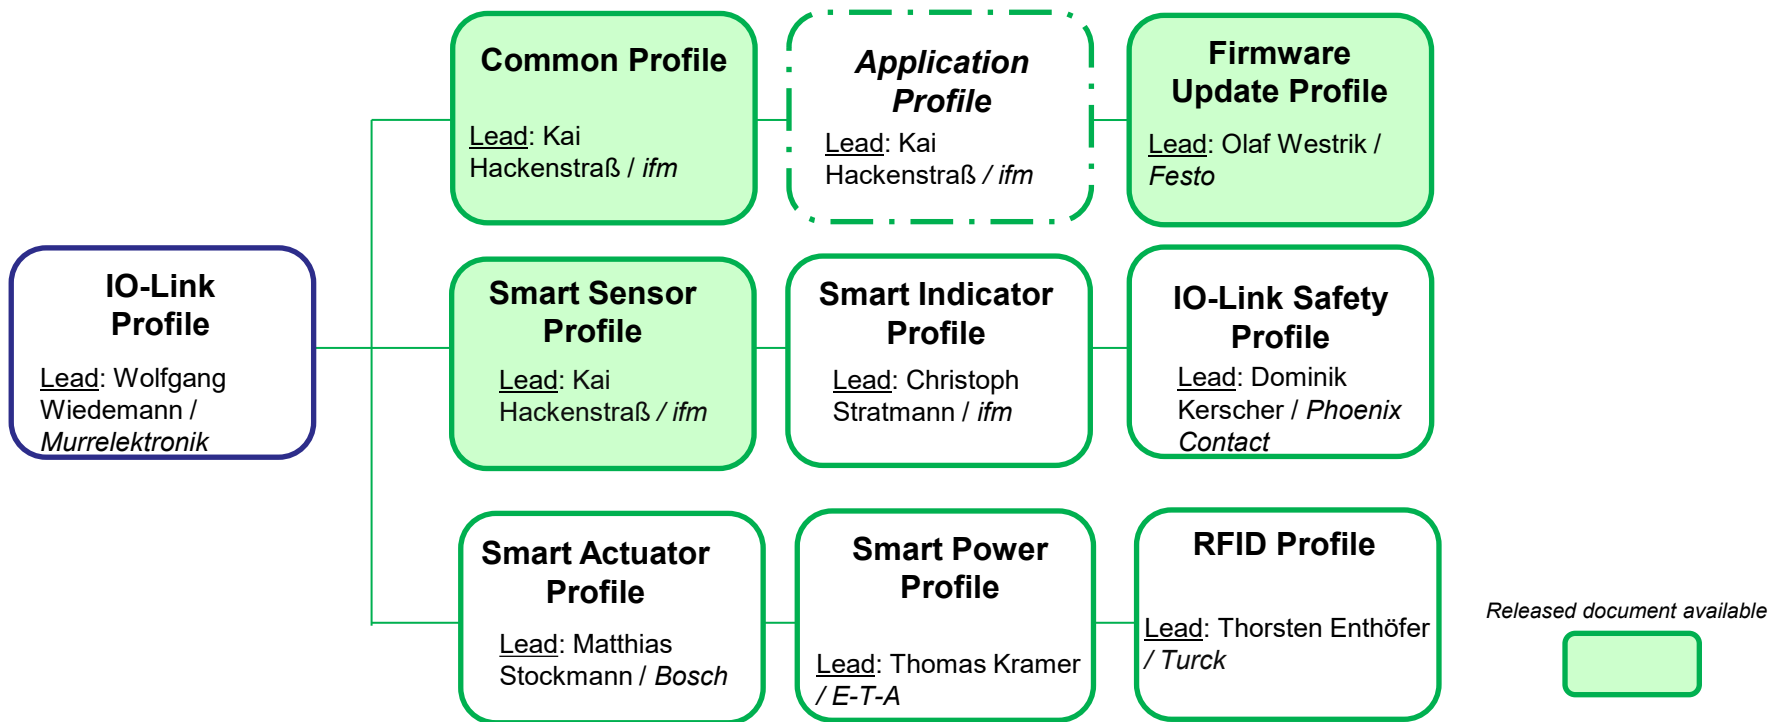 Common Profile
Lead: Kai
Hackenstraß / ifm
Application
Profile
Lead: Kai
Hackenstraß / ifm
Firmware
Update Profile
Lead: Olaf Westrik /
Festo
IO-Link
Profile
Lead: Wolfgang
Wiedemann /
Murrelektronik
Smart Sensor
Profile
Lead: Kai
Hackenstraß / ifm
Smart Indicator
Profile
Lead: Christoph
Stratmann / ifm
IO-Link Safety
Profile
Lead: Dominik
Kerscher / Phoenix
Contact
Smart Actuator
Profile
Lead: Matthias
Stockmann / Bosch
Smart Power
Profile
Lead: Thomas Kramer
/ E-T-A
RFID Profile
Lead: Thorsten Enthöfer
/ Turck
Released document available